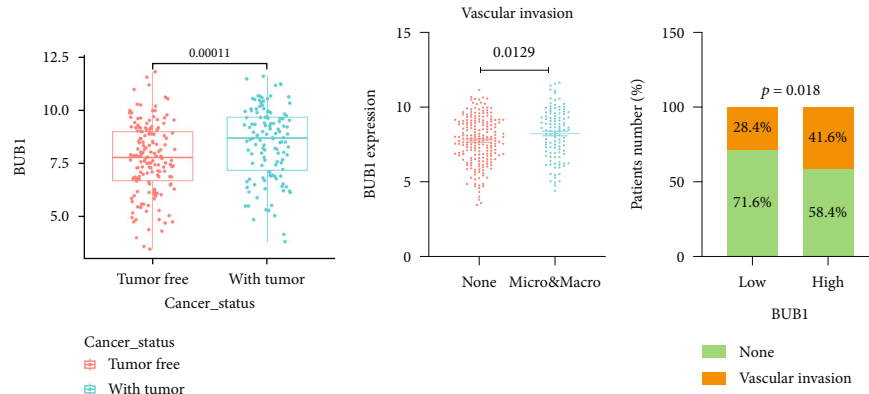 0.00011
12.5
10.0
7.5
5.0
BUB1
Tumor free
With tumor
Cancer_status
Cancer_status
Tumor free
With tumor
Vascular invasion
15
10
5
0
BUB1 expression
0.0129
None
Micro&Macro
150
100
50
0
Patients number (%)
p = 0.018
28.4%
41.6%
71.6%
58.4%
Low
High
BUB1
None
Vascular invasion